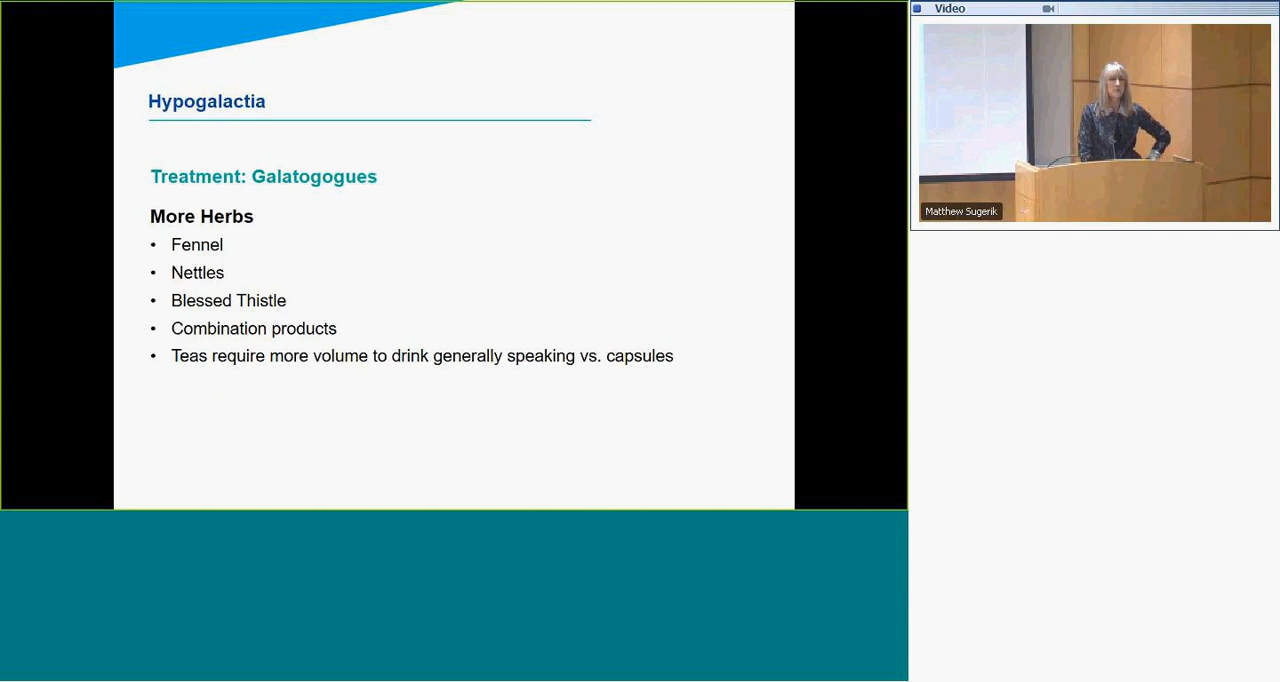 Hypogalactia
Treatment: Galatogogues
More Herbs
• Fennel
• Nettles
• Blessed Thistle
• Combination products
• Teas require more volume to drink generally speaking vs. capsules
Video
Matthew Sugerik